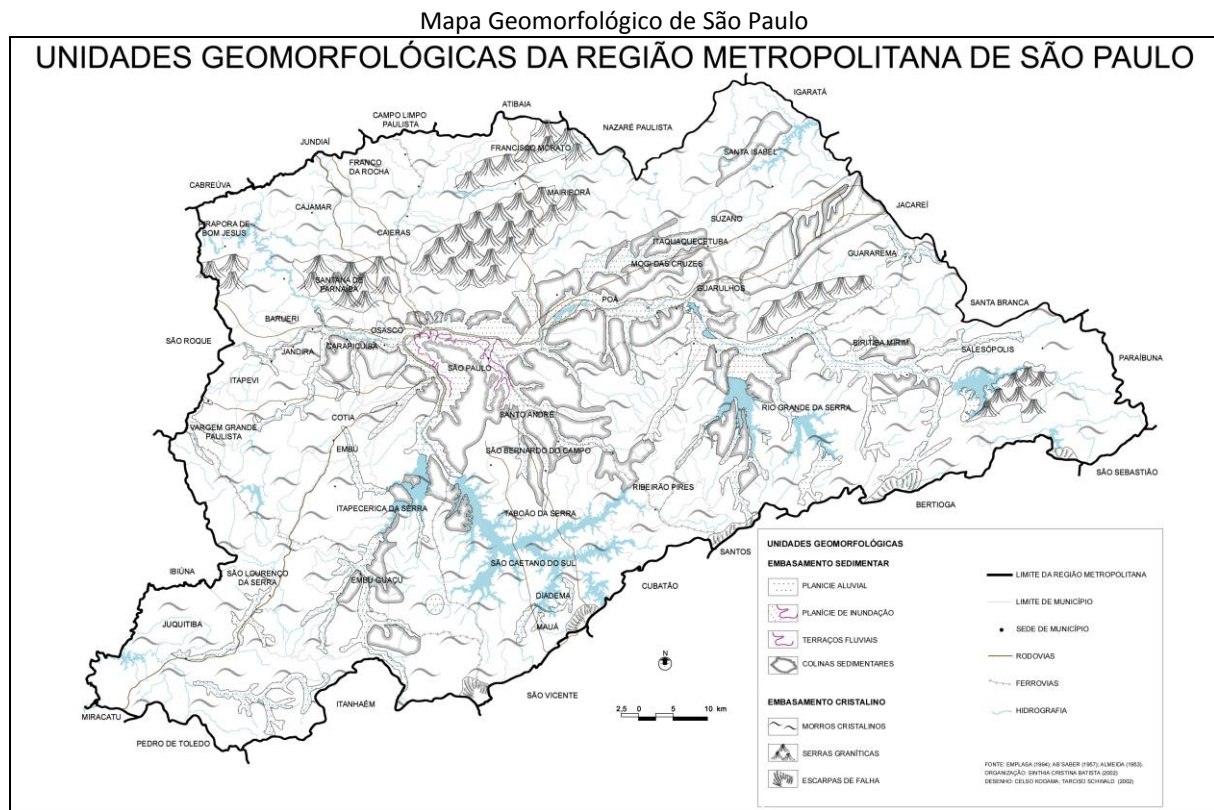 Mapa Geomorfológico de São Paulo
UNIDADES GEOMORFOLÓGICAS DA REGIÃO METROPOLITANA DE SÃO PAULO
IGARATÁ
ATIBAIA
CAMPO LIMPO
PAULISTA
NAZARÉ PAULISTA
JUNDIAÍ
FRANCISCO MORATO
SANTA ISABEL
FRANCO
DA ROCHA
CABREÚVA
MAIRIPORÃ
CAJAMAR
JACAREÍ
SUZANO
PIRAPORA DE
BOM JESUS
CAIERAS
ITAQUAQUECETUBA
GUARAREMA
MOGI DAS CRUZES
SANTANA DE
PARNAÍBA
GUARULHOS
POÁ
SANTA BRANCA
BARUERI
OSASCO
SÃO ROQUE
CARAPICUÍBA
BIRITIBA MIRIM
SALESÓPOLIS
JANDIRA
PARAÍBUNA
SÃO PAULO
ITAPEVI
COTIA
SANTO ANDRÉ
RIO GRANDE DA SERRA
VARGEM GRANDE
PAULISTA
EMBÚ
SÃO BERNARDO DO CAMPO
SÃO SEBASTIÃO
RIBEIRÃO PIRES
BERTIOGA
ITAPECERICA DA SERRA
TABOÃO DA SERRA
SANTOS
SÃO CAETANO DO SUL
IBIÚNA
SÃO LOURENÇO
DA SERRA
EMBÚ GUAÇÚ
CUBATÃO
DIADEMA
JUQUITIBA
MAUÁ
SÃO VICENTE
ITANHAÉM
MIRACATU
PEDRO DE TOLEDO
N
2,5 0 5 10 km
UNIDADES GEOMORFOLÓGICAS
EMBASAMENTO SEDIMENTAR
PLANICIE ALUVIAL
PLANÍCIE DE INUNDAÇÃO
TERRAÇOS FLUVIAIS
COLINAS SEDIMENTARES
EMBASAMENTO CRISTALINO
MORROS CRISTALINOS
SERRAS GRANÍTICAS
ESCARPAS DE FALHA
LIMITE DA REGIÃO METROPOLITANA
LIMITE DE MUNICÍPIO
SEDE DE MUNICÍPIO
RODOVIAS
FERROVIAS
HIDROGRAFIA
FONTE: EMPLASA (1994); AB'SABER (1957); ALMEIDA (1953).
ORGANIZAÇÃO: SINTHIA CRISTINA BATISTA (2002)
DESENHO: CELSO KODAMA; TARCISO SCHWALD (2002)